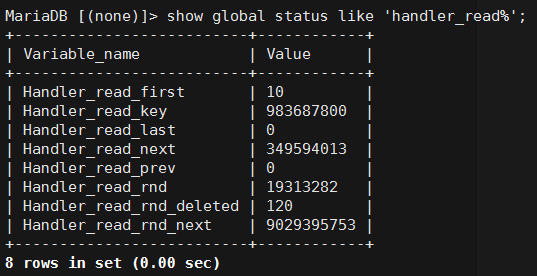 MariaDB [(none)]> show global status like 'handler_read%';
+--------------------------+------------+
| Variable_name            | Value      |
+--------------------------+------------+
| Handler_read_first       | 10         |
| Handler_read_key         | 983687800  |
| Handler_read_last        | 0          |
| Handler_read_next        | 349594013  |
| Handler_read_prev        | 0          |
| Handler_read_rnd         | 19313282   |
| Handler_read_rnd_deleted | 120        |
| Handler_read_rnd_next    | 9029395753 |
+--------------------------+------------+
8 rows in set (0.00 sec)